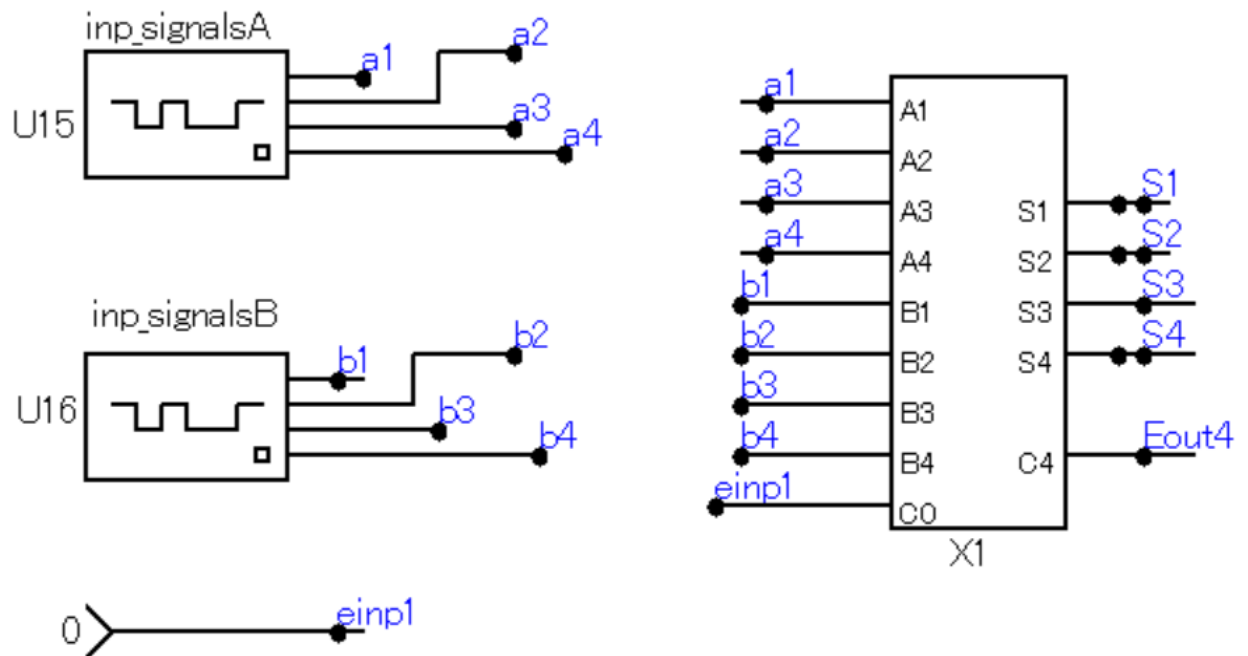 inp_signalsA
U15
a1
a2
a3
a4
inp_signalsB
U16
b1
b2
b3
b4
0
einp1
a1
a2
a3
a4
b1
b2
b3
b4
einp1
A1
A2
A3
A4
B1
B2
B3
B4
C0
S1
S2
S3
S4
C4
S1
S2
S3
S4
Eout4
X1